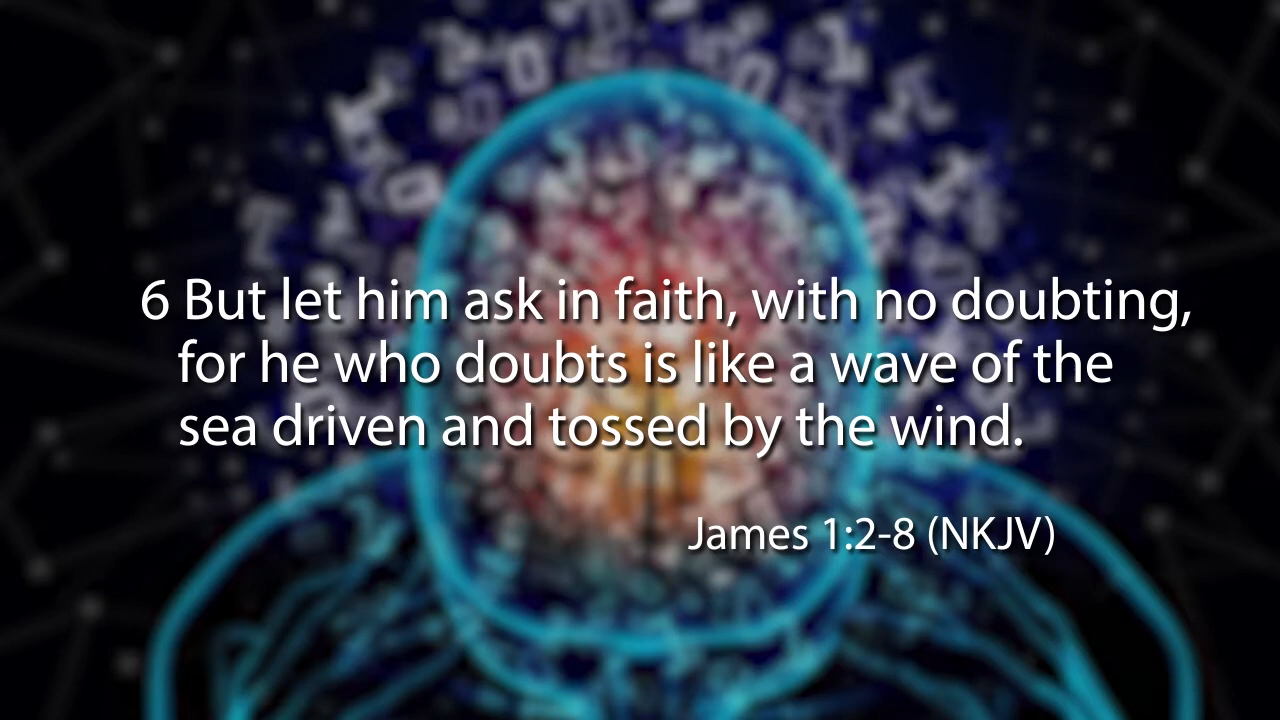 6 But let him ask in faith, with no doubting,
for he who doubts is like a wave of the
sea driven and tossed by the wind.
James 1:2-8 (NKJV)